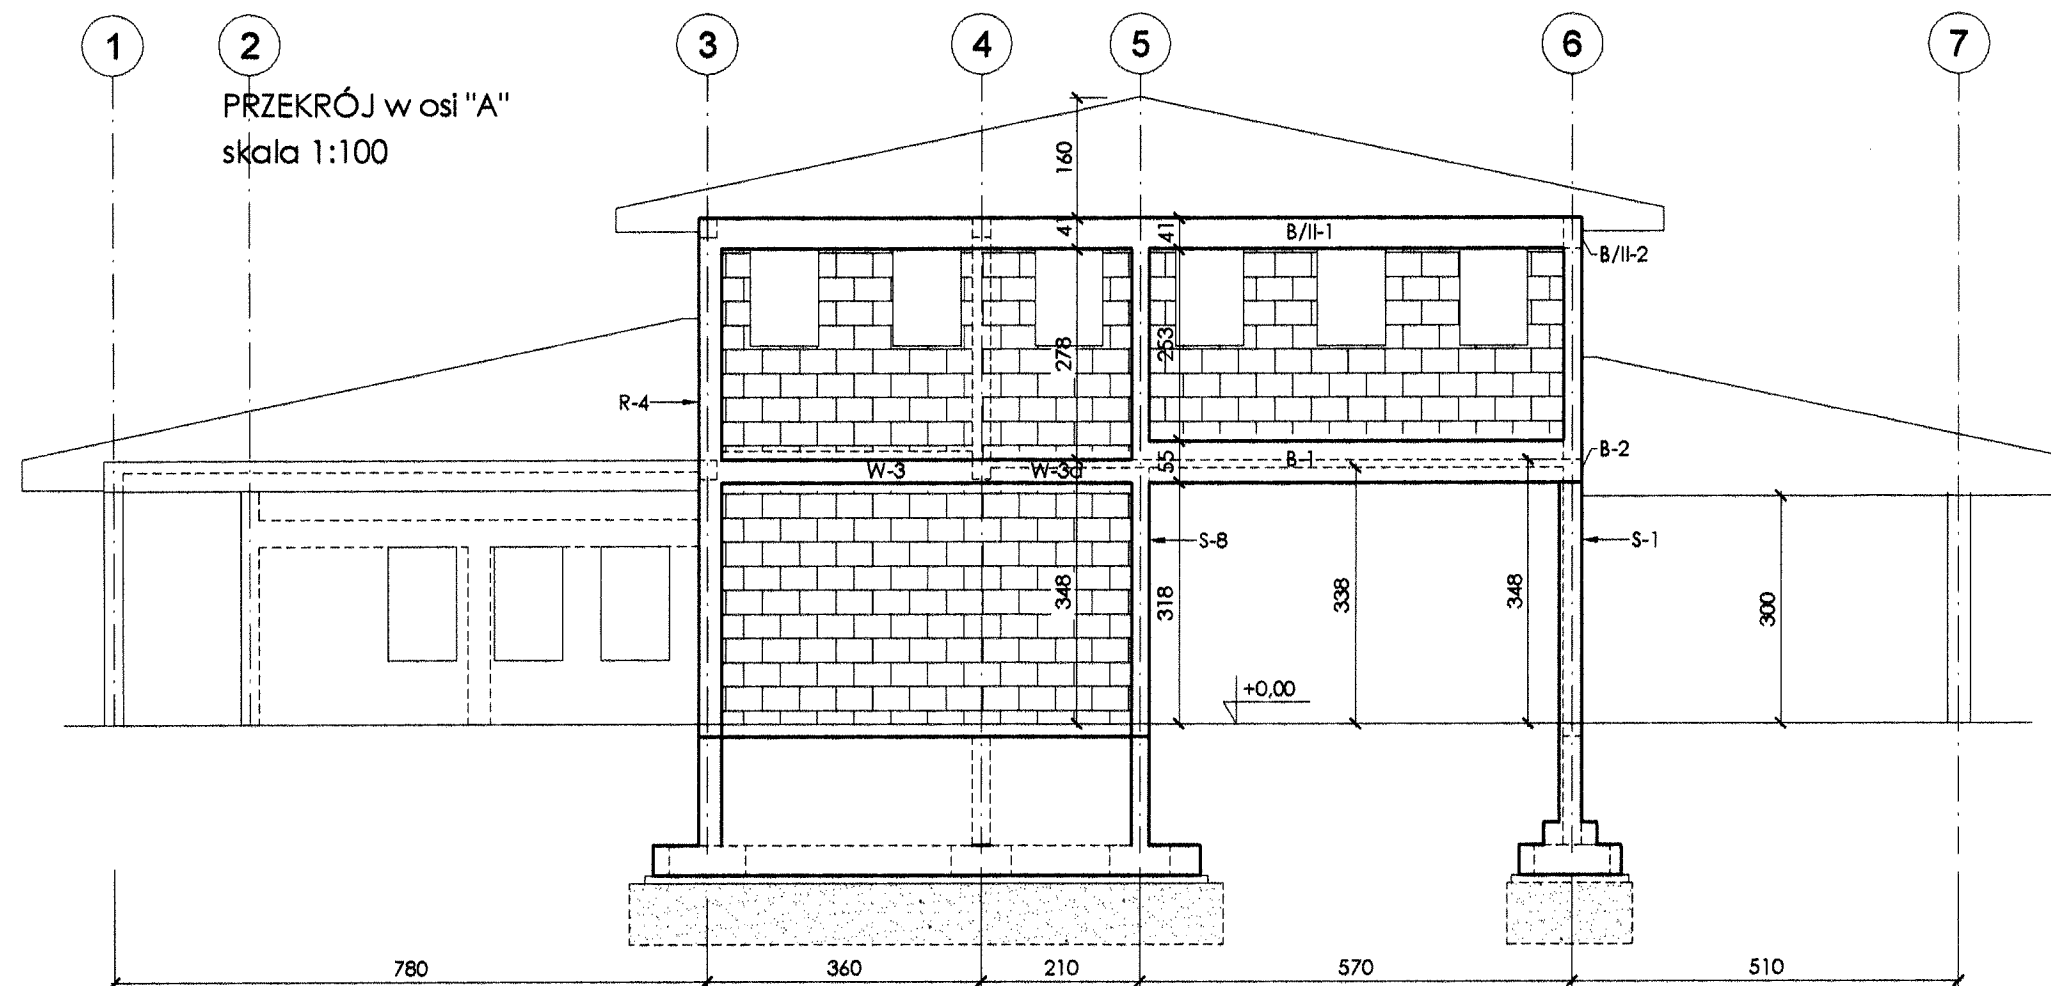 1 2 3 4 5 6 7
PRZEKRÓJ w osi "A"
skala 1:100
160
41 41 B/II-1
B/II-2
278 253
R-4
B-2
W-3 W-3d 55 B-1
S-8 S-1
348 318 338 348 300
+0,00
780 360 210 570 510